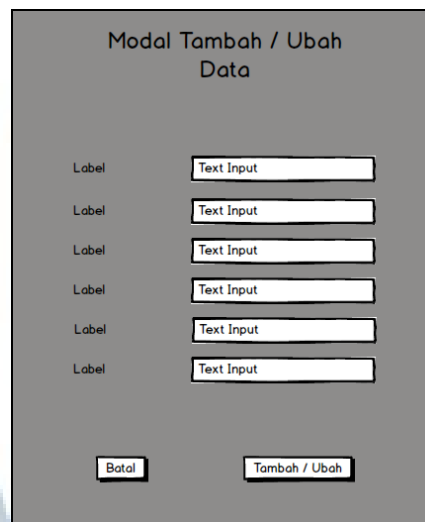 Modal Tambah / Ubah
Data
Label Text Input
Label Text Input
Label Text Input
Label Text Input
Label Text Input
Label Text Input
Batal Tambah / Ubah